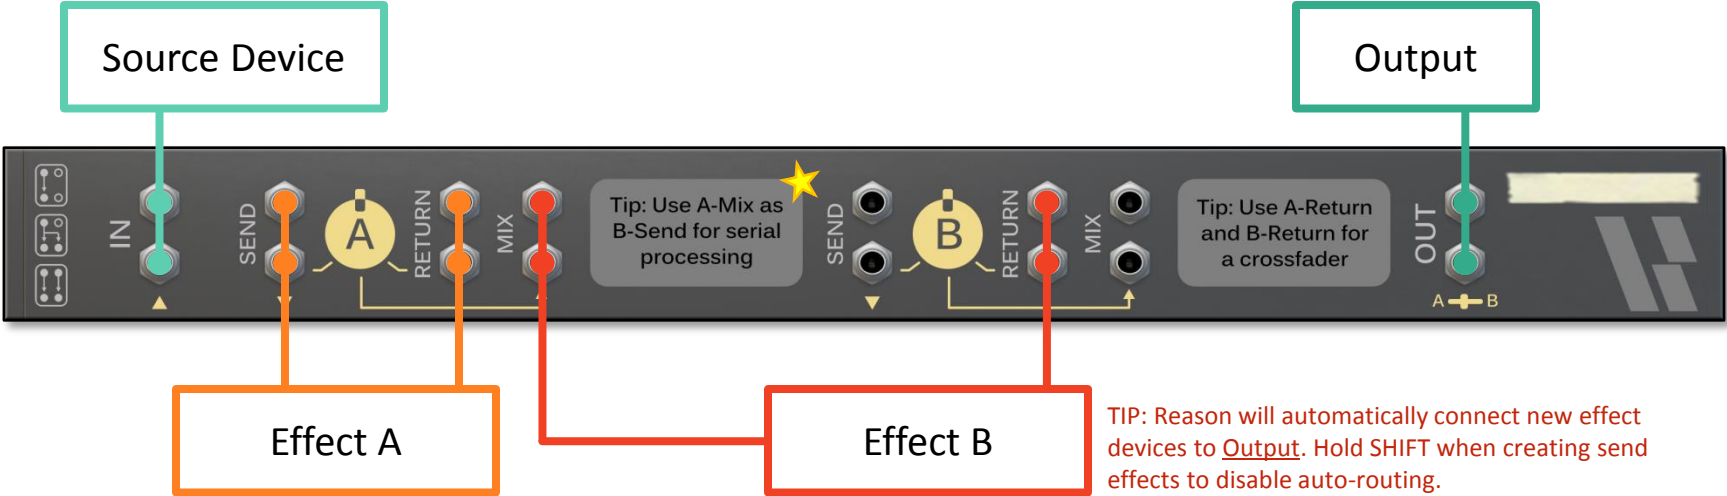 Source Device
Output
IN
SEND
A
RETURN
MIX
Tip: Use A-Mix as
B-Send for serial
processing
SEND
B
RETURN
MIX
Tip: Use A-Return
and B-Return for
a crossfader
OUT
A
B
Effect A
Effect B
TIP: Reason will automatically connect new effect
devices to Output. Hold SHIFT when creating send
effects to disable auto-routing.